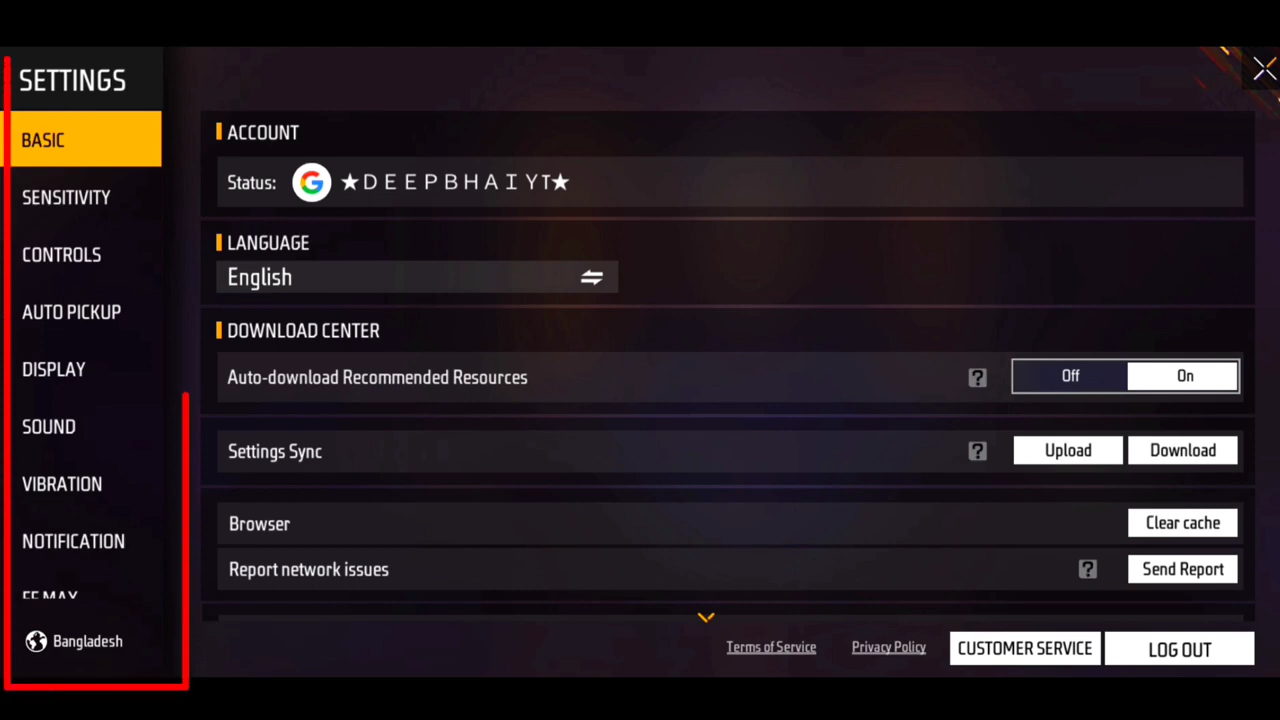 SETTINGS
BASIC
SENSITIVITY
CONTROLS
AUTO PICKUP
DISPLAY
SOUND
VIBRATION
NOTIFICATION
FF MAX
Bangladesh
ACCOUNT
Status: ★D E E P B H A I Y T★
LANGUAGE
English
DOWNLOAD CENTER
Auto-download Recommended Resources ? Off On
Settings Sync ? Upload Download
Browser Clear cache
Report network issues ? Send Report
Terms of Service Privacy Policy CUSTOMER SERVICE LOG OUT